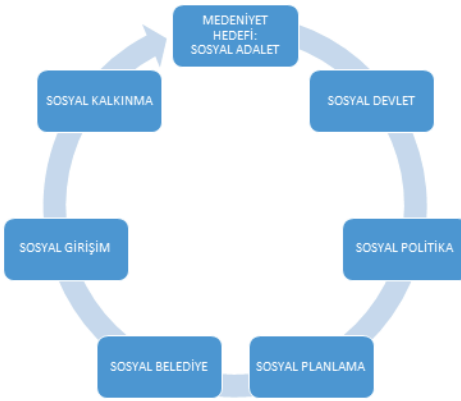 MEDENİYET
HEDEFİ:
SOSYAL ADALET
SOSYAL DEVLET
SOSYAL POLİTİKA
SOSYAL PLANLAMA
SOSYAL BELEDİYE
SOSYAL GİRİŞİM
SOSYAL KALKINMA